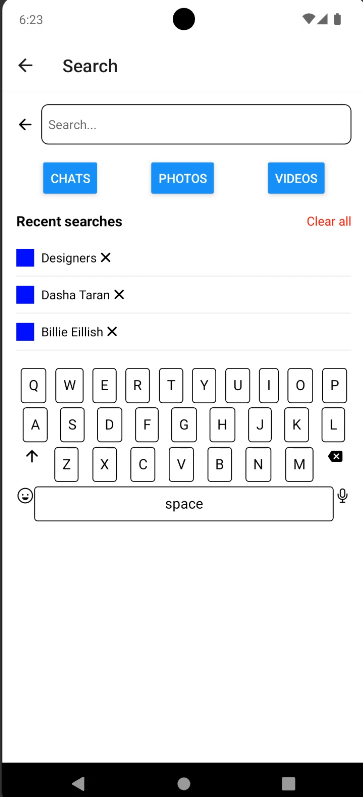 6:23
Search
Search...
CHATS PHOTOS VIDEOS
Recent searches Clear all
Designers
Dasha Taran
Billie Eillish
Q W E R T Y U I O P
A S D F G H J K L
Z X C V B N M
space